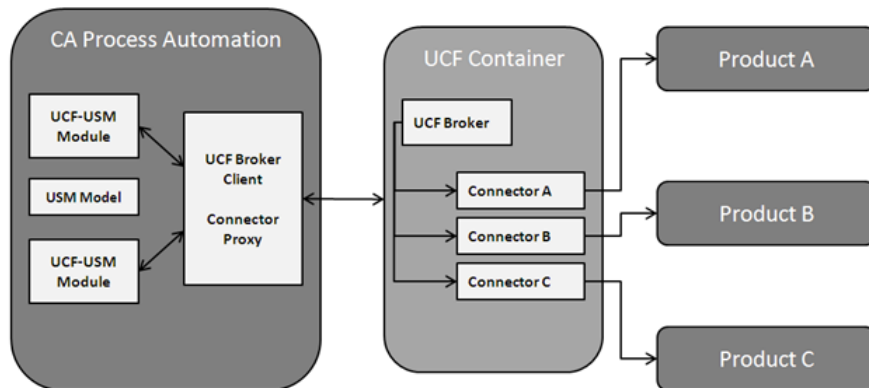 CA Process Automation
UCF-USM
Module
USM Model
UCF-USM
Module
UCF Broker
Client
Connector
Proxy
UCF Container
UCF Broker
Connector A
Connector B
Connector C
Product A
Product B
Product C